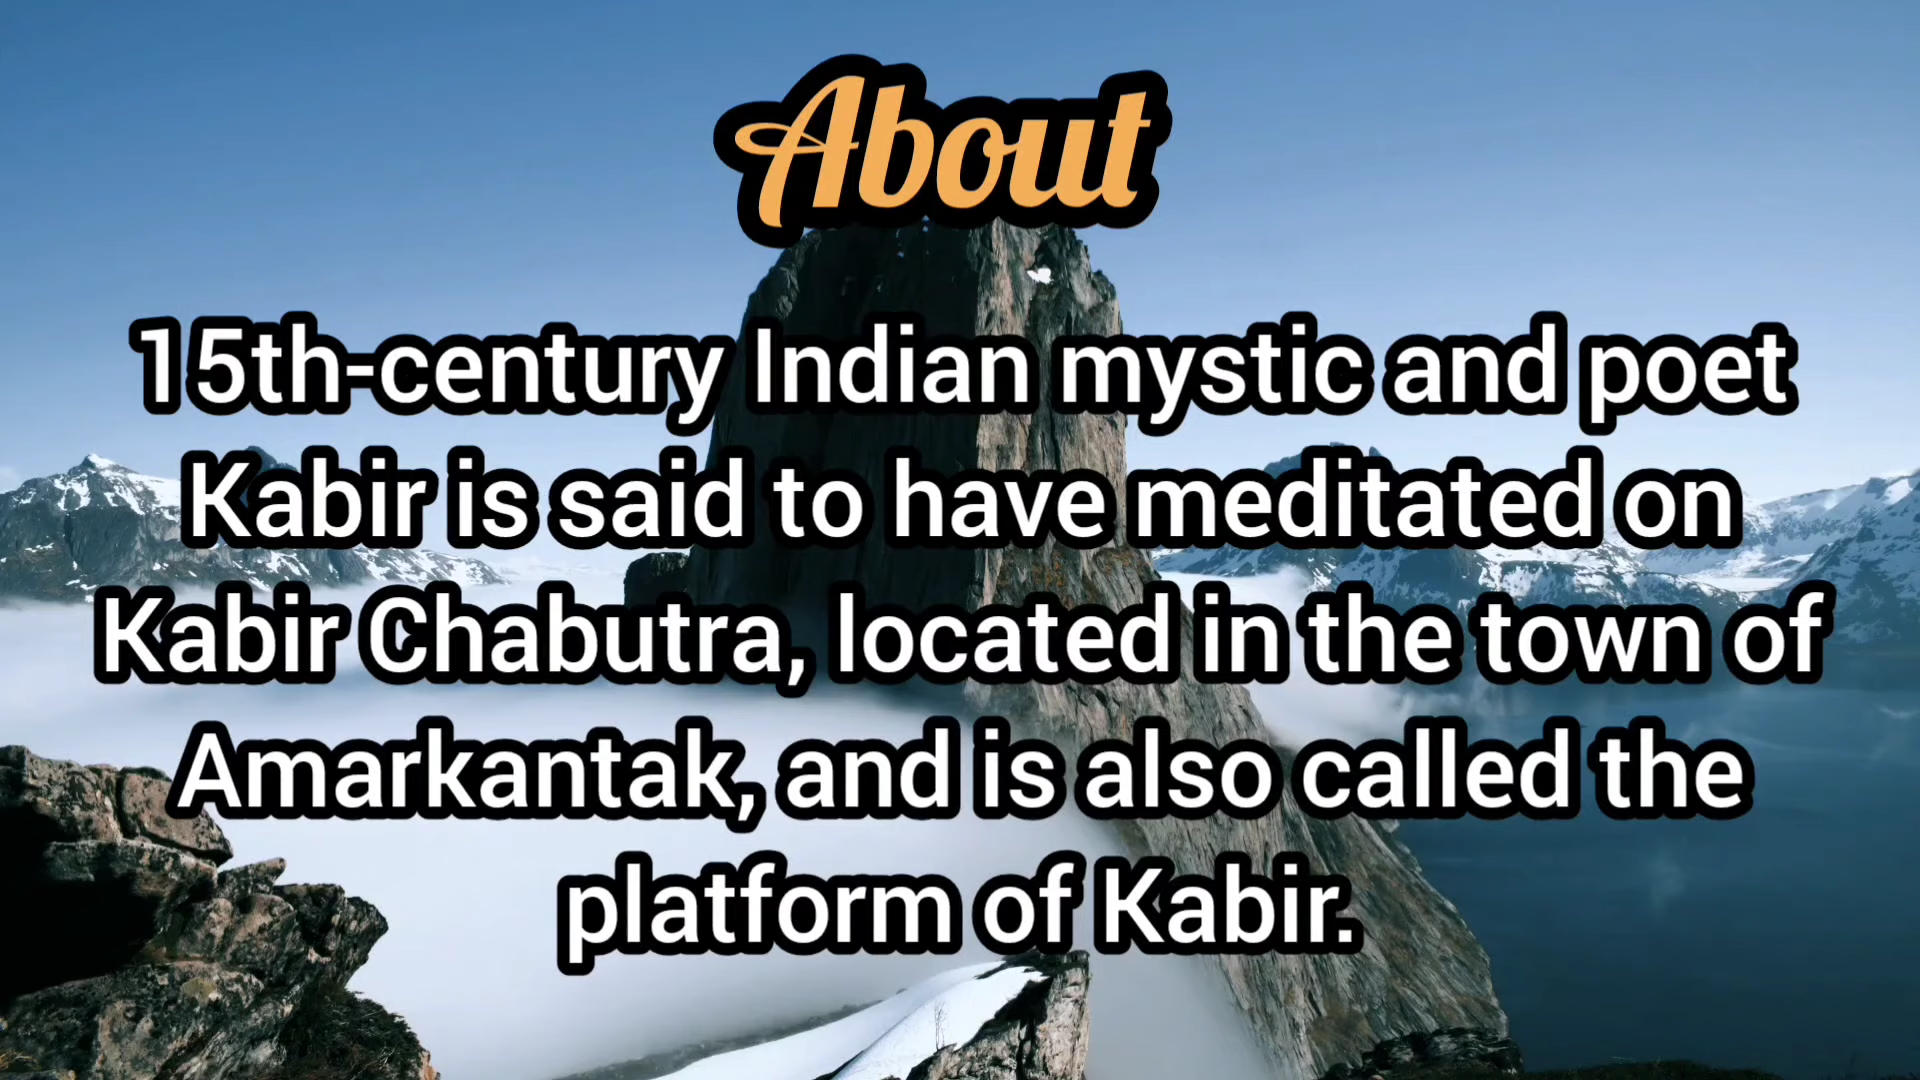 About
15th-century Indian mystic and poet
Kabir is said to have meditated on
Kabir Chabutra, located in the town of
Amarkantak, and is also called the
platform of Kabir.